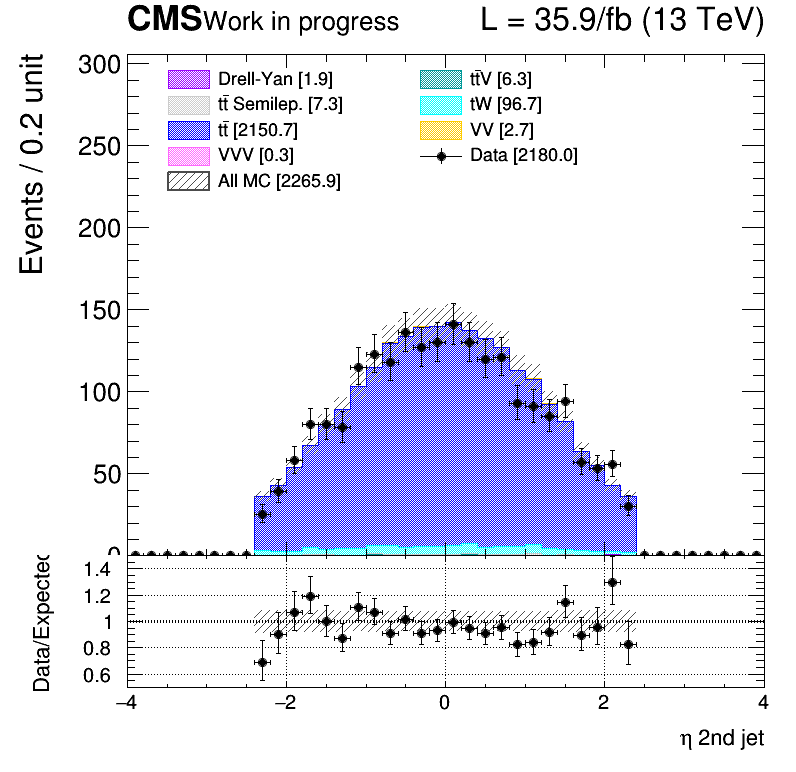 CMS Work in progress L = 35.9/fb (13 TeV)
Events / 0.2 unit
300
250
200
150
100
50
0
Drell-Yan [1.9]
tt̄ Semilep. [7.3]
tt̄ [2150.7]
VVV [0.3]
All MC [2265.9]
tt̄V [6.3]
tW [96.7]
VV [2.7]
Data [2180.0]
Data/Expected
1.4
1.2
1
0.8
0.6
−4 −2 0 2 4
η 2nd jet